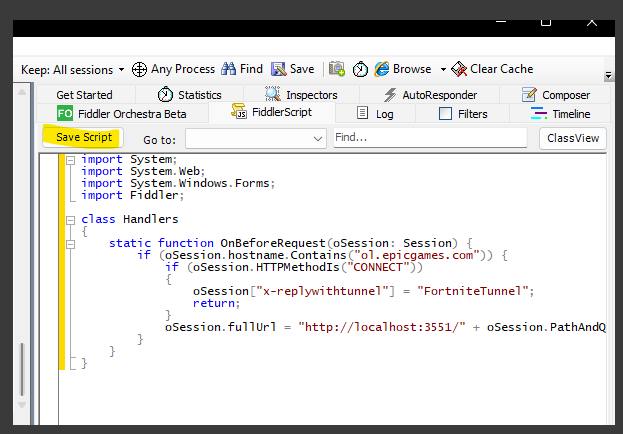 Keep: All sessions Any Process Find Save Browse Clear Cache
Get Started Statistics Inspectors AutoResponder Composer
FO Fiddler Orchestra Beta JS FiddlerScript Log Filters Timeline
Save Script Go to: Find... ClassView
import System;
import System.Web;
import System.Windows.Forms;
import Fiddler;
class Handlers
{
static function OnBeforeRequest(oSession: Session) {
if (oSession.hostname.Contains("ol.epicgames.com")) {
if (oSession.HTTPMethodIs("CONNECT"))
{
oSession["x-replywithtunnel"] = "FortniteTunnel";
return;
}
oSession.fullUrl = "http://localhost:3551/" + oSession.PathAndQ
}
}
}